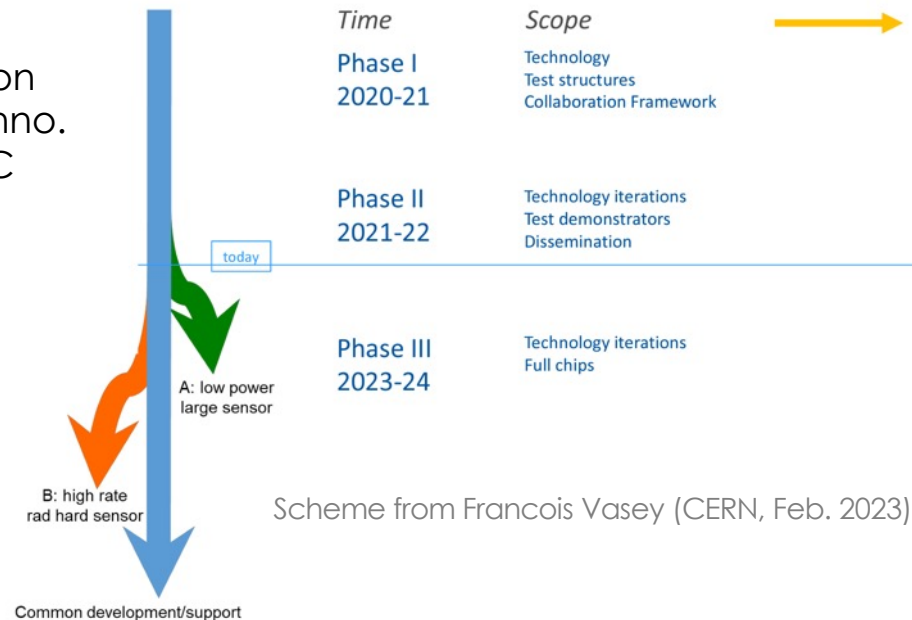 on
nno.
C
Time
Scope
Phase I
2020-21
Technology
Test structures
Collaboration Framework
Phase II
2021-22
Technology iterations
Test demonstrators
Dissemination
today
Phase III
2023-24
Technology iterations
Full chips
A: low power
large sensor
B: high rate
rad hard sensor
Scheme from Francois Vasey (CERN, Feb. 2023)
Common development/support